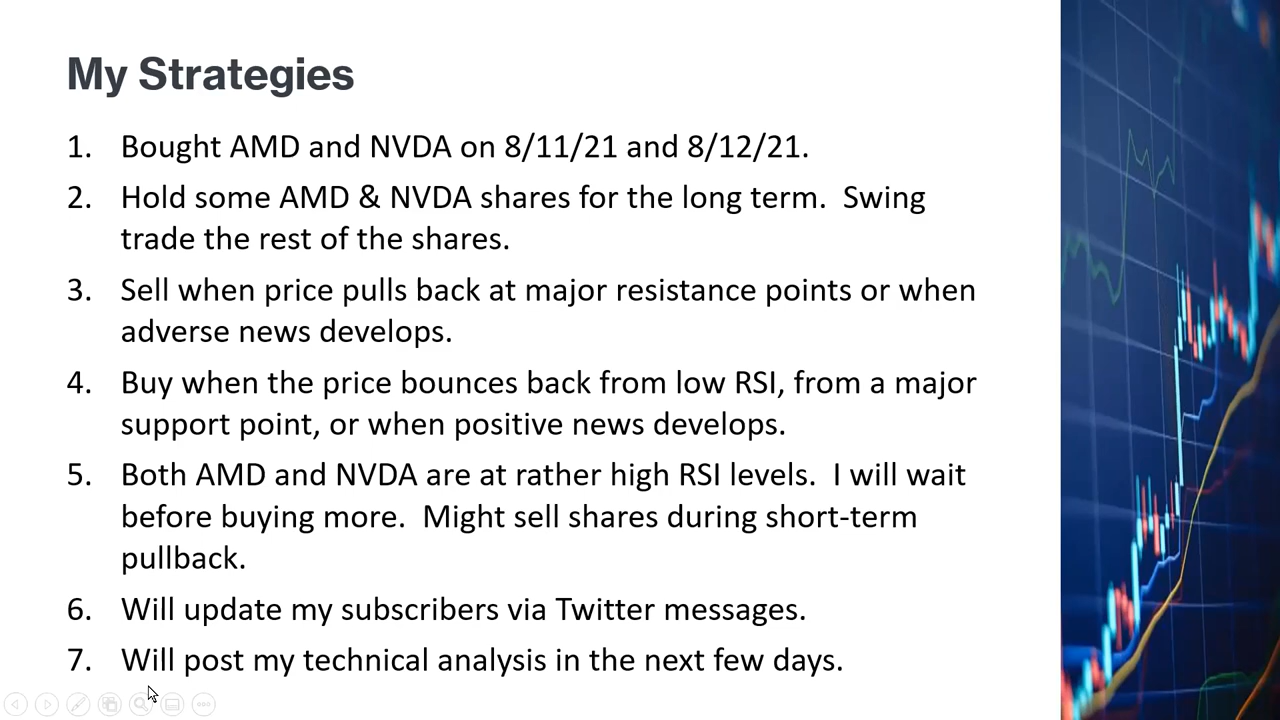 My Strategies
1. Bought AMD and NVDA on 8/11/21 and 8/12/21.
2. Hold some AMD & NVDA shares for the long term.  Swing
trade the rest of the shares.
3. Sell when price pulls back at major resistance points or when
adverse news develops.
4. Buy when the price bounces back from low RSI, from a major
support point, or when positive news develops.
5. Both AMD and NVDA are at rather high RSI levels.  I will wait
before buying more.  Might sell shares during short-term
pullback.
6. Will update my subscribers via Twitter messages.
7. Will post my technical analysis in the next few days.